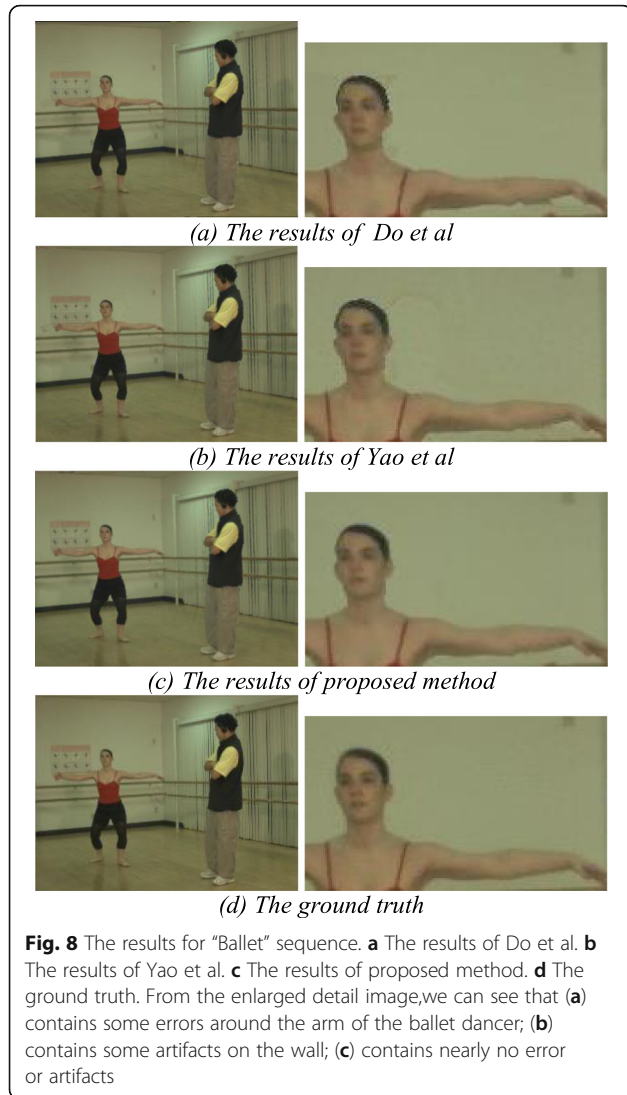 (a) The results of Do et al
(b) The results of Yao et al
(c) The results of proposed method
(d) The ground truth
Fig. 8 The results for “Ballet” sequence. a The results of Do et al. b
The results of Yao et al. c The results of proposed method. d The
ground truth. From the enlarged detail image,we can see that (a)
contains some errors around the arm of the ballet dancer; (b)
contains some artifacts on the wall; (c) contains nearly no error
or artifacts